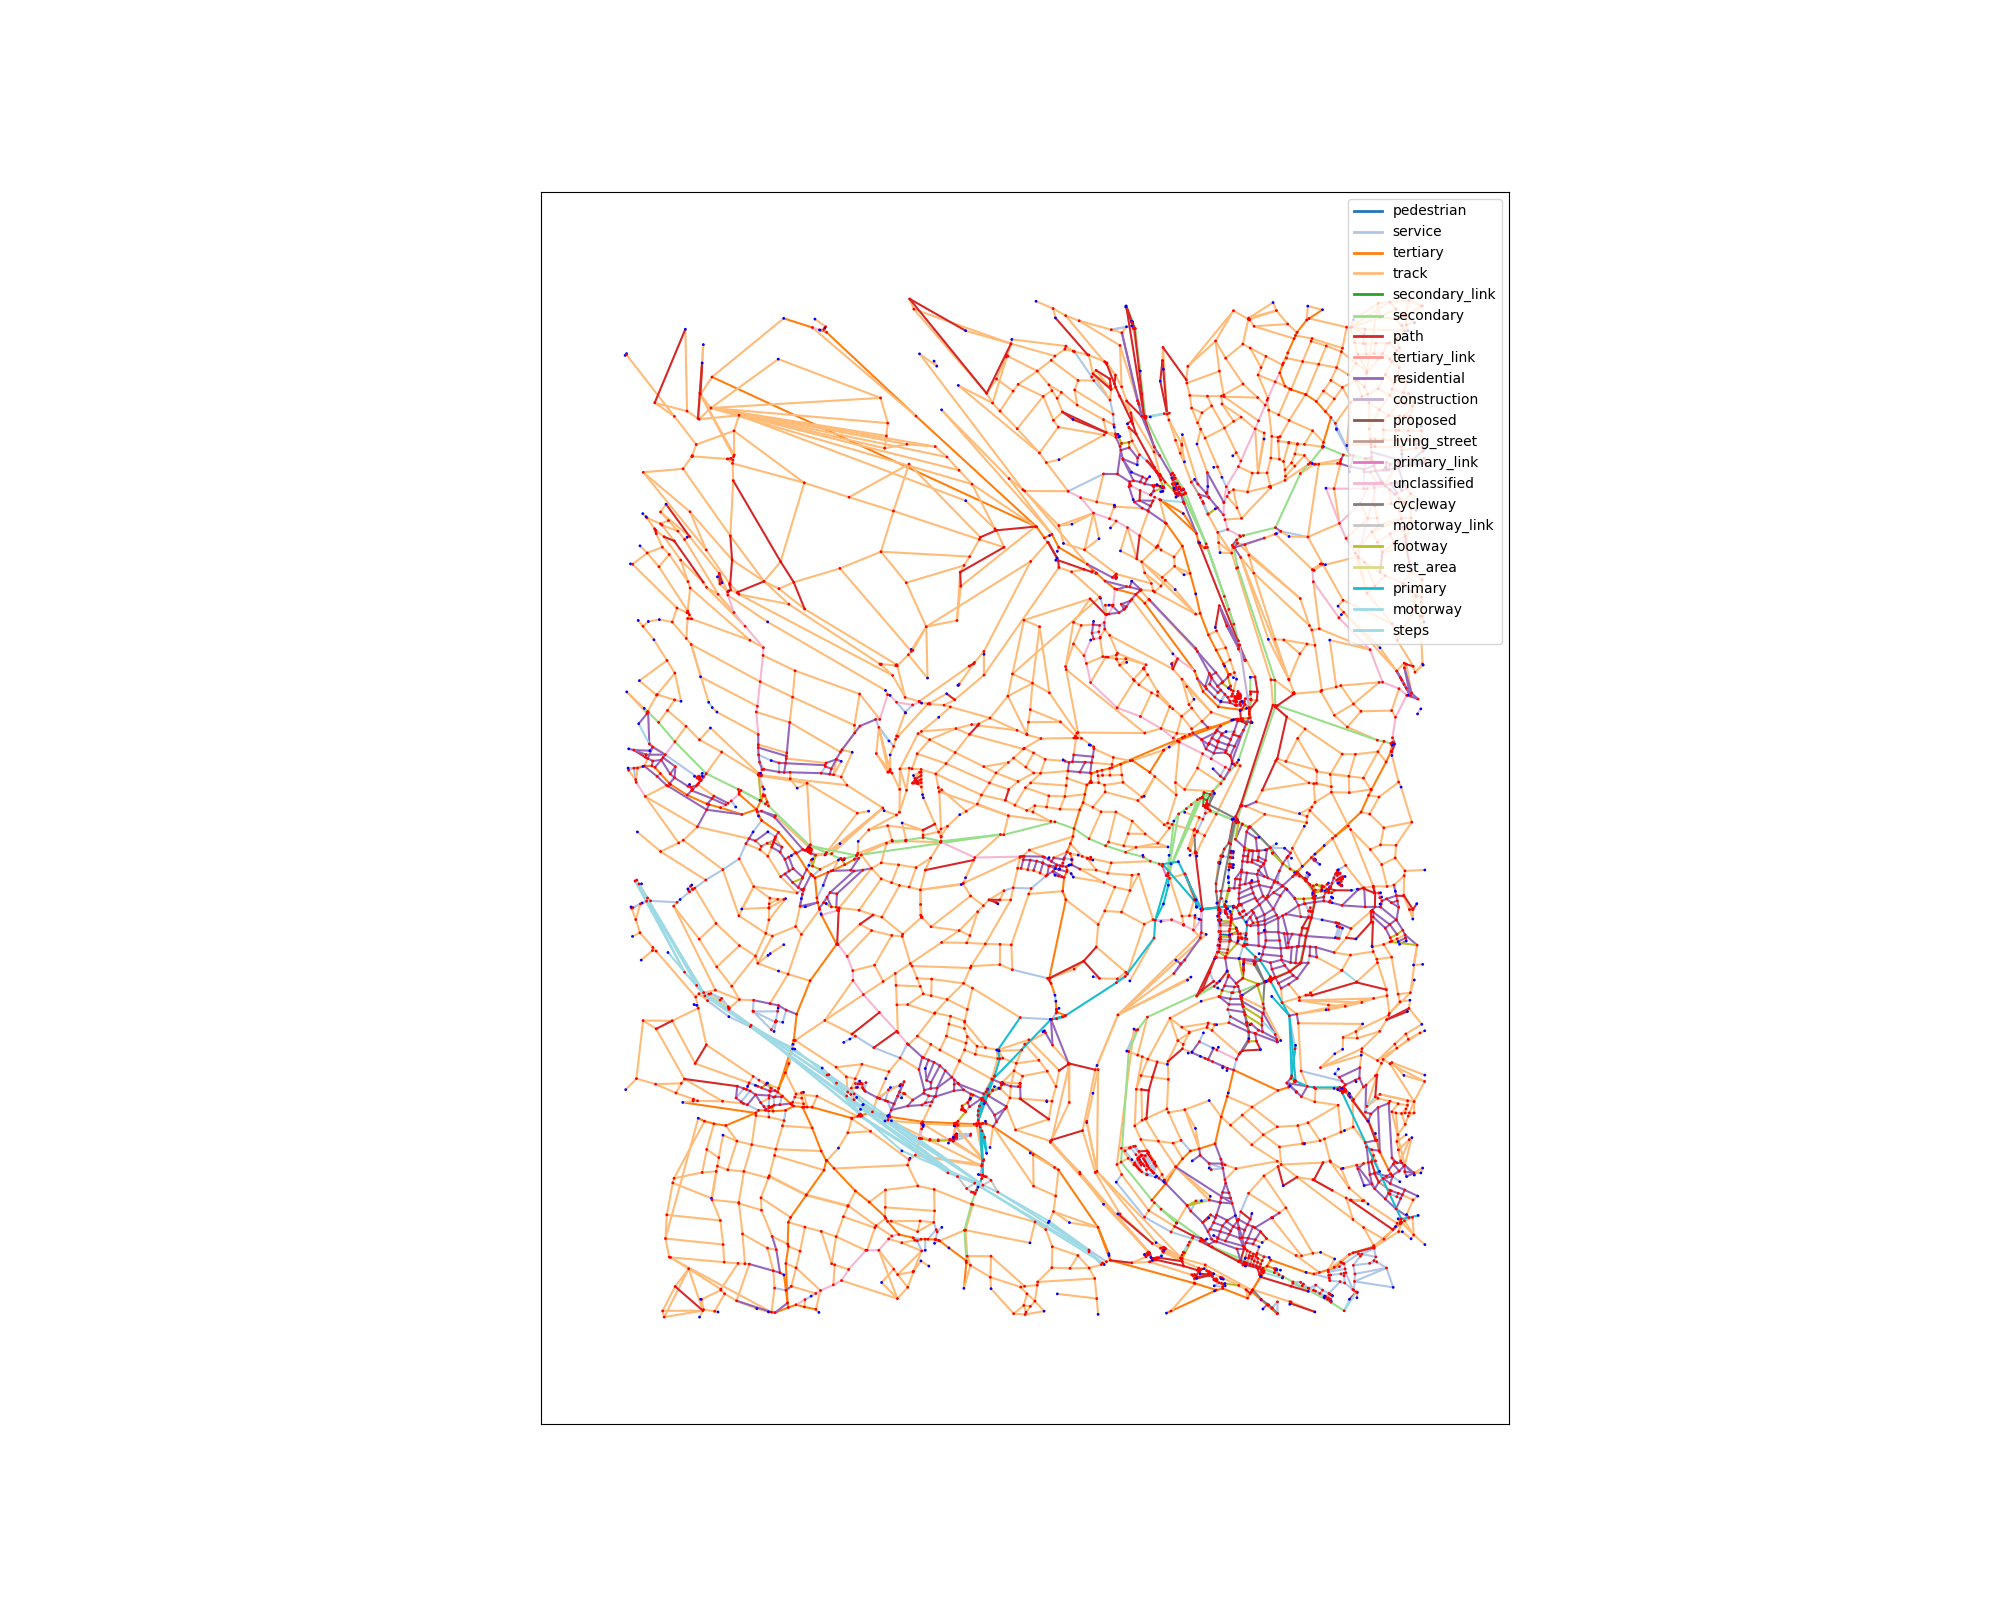 pedestrian
service
tertiary
track
secondary_link
secondary
path
tertiary_link
residential
construction
proposed
living_street
primary_link
unclassified
cycleway
motorway_link
footway
rest_area
primary
motorway
steps